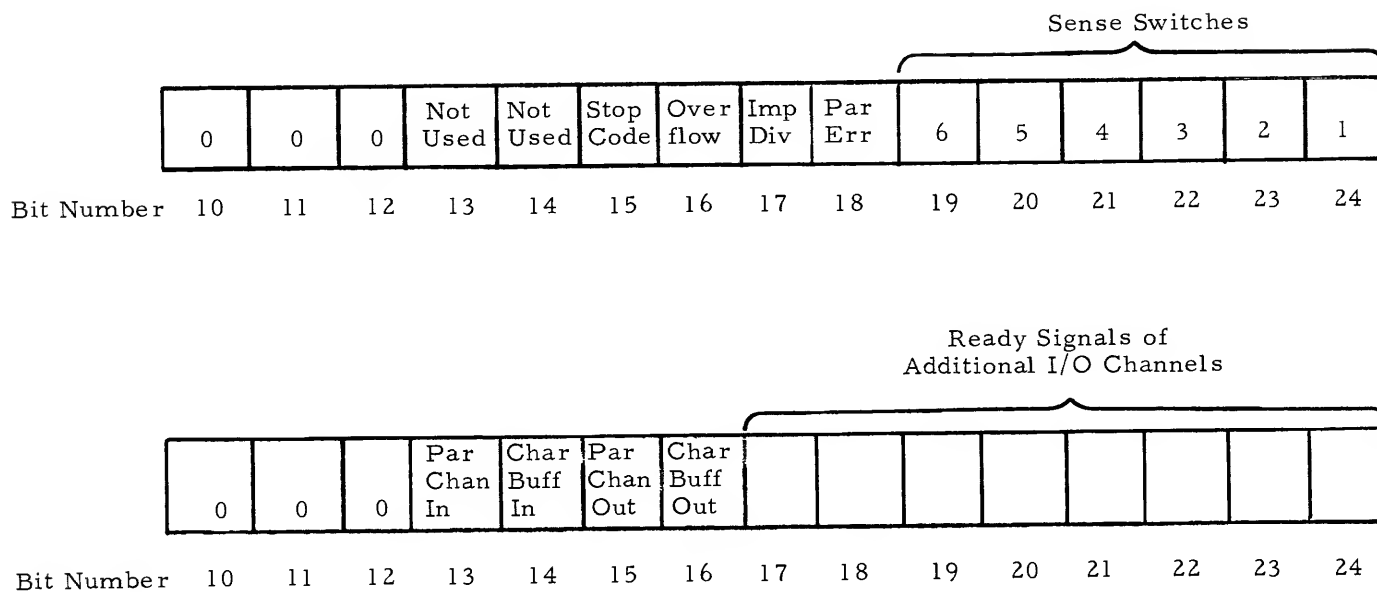 Sense Switches
0 0 0 Not Used Not Used Stop Code Over flow Imp Div Par Err 6 5 4 3 2 1
Bit Number 10 11 12 13 14 15 16 17 18 19 20 21 22 23 24
Ready Signals of
Additional I/O Channels
0 0 0 Par Chan In Char Buff In Par Chan Out Char Buff Out
Bit Number 10 11 12 13 14 15 16 17 18 19 20 21 22 23 24